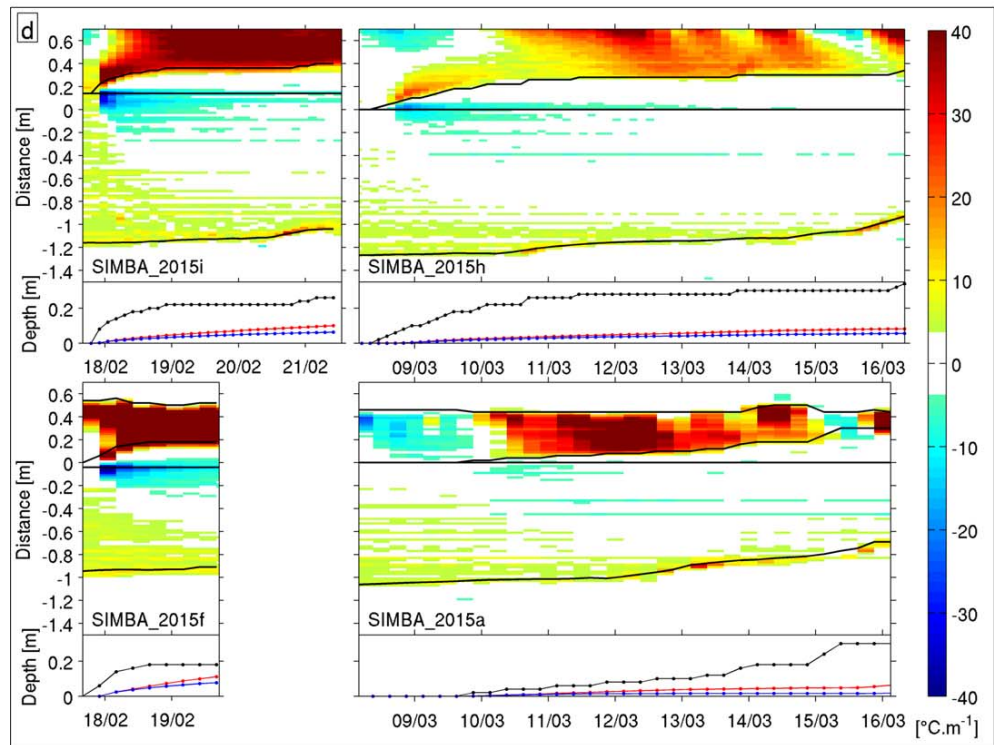 d
Distance [m]
0.6
0.4
0.2
0
-0.2
-0.4
-0.6
-0.8
-1
-1.2
-1.4
SIMBA_2015i
SIMBA_2015h
Depth [m]
0.2
0
18/02 19/02 20/02 21/02
09/03 10/03 11/03 12/03 13/03 14/03 15/03 16/03
Distance [m]
0.6
0.4
0.2
0
-0.2
-0.4
-0.6
-0.8
-1
-1.2
-1.4
SIMBA_2015f
SIMBA_2015a
Depth [m]
0.2
0
18/02 19/02
09/03 10/03 11/03 12/03 13/03 14/03 15/03 16/03
40
30
20
10
0
-10
-20
-30
-40
[°C.m⁻¹]